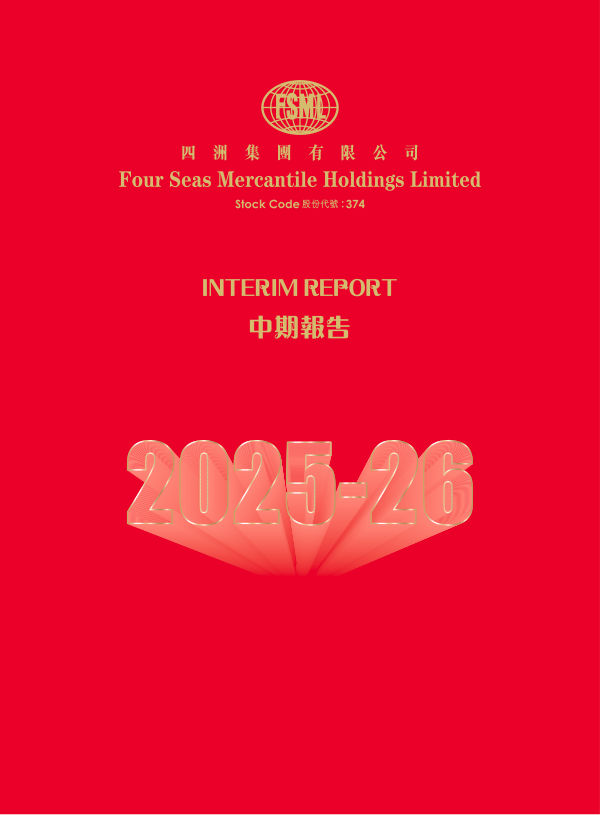 FSML
四洲集團有限公司
Four Seas Mercantile Holdings Limited
Stock Code 股份代號 : 374
INTERIM REPORT
中期報告
2025-26